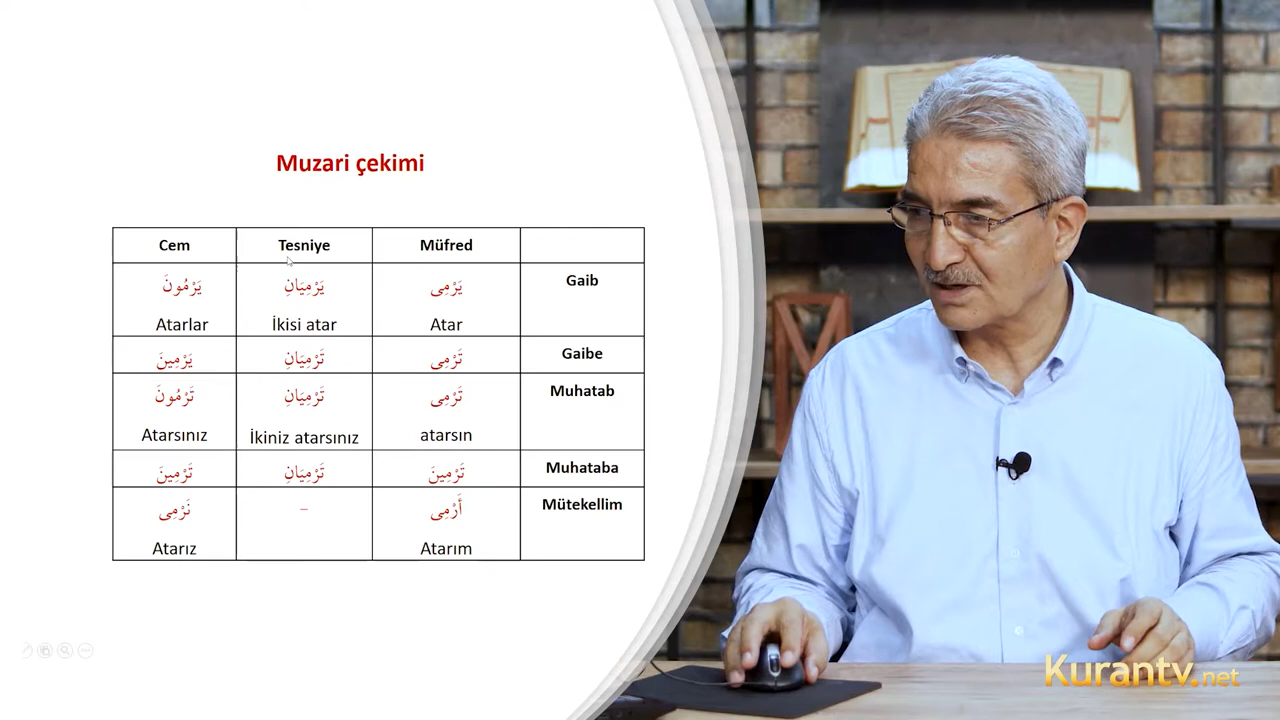 Muzari çekimi
Cem Tesniye Müfred
يَرْمُونَ يَرْمِيَانِ يَرْمِى Gaib
Atarlar İkisi atar Atar
يَرْمِينَ تَرْمِيَانِ تَرْمِى Gaibe
تَرْمُونَ تَرْمِيَانِ تَرْمِى Muhatab
Atarsınız İkiniz atarsınız atarsın
تَرْمِينَ تَرْمِيَانِ تَرْمِينَ Muhataba
نَرْمِى – أَرْمِى Mütekellim
Atarız Atarım
Kurantv.net